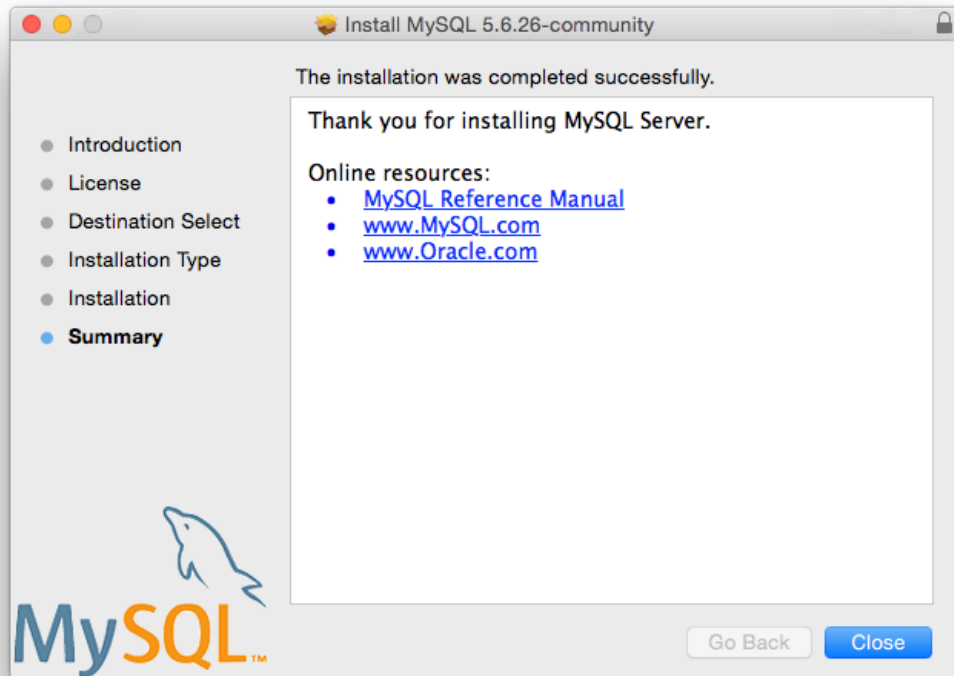 Install MySQL 5.6.26-community
The installation was completed successfully.
Introduction
License
Destination Select
Installation Type
Installation
Summary
Thank you for installing MySQL Server.
Online resources:
• MySQL Reference Manual
• www.MySQL.com
• www.Oracle.com
MySQL™
Go Back
Close